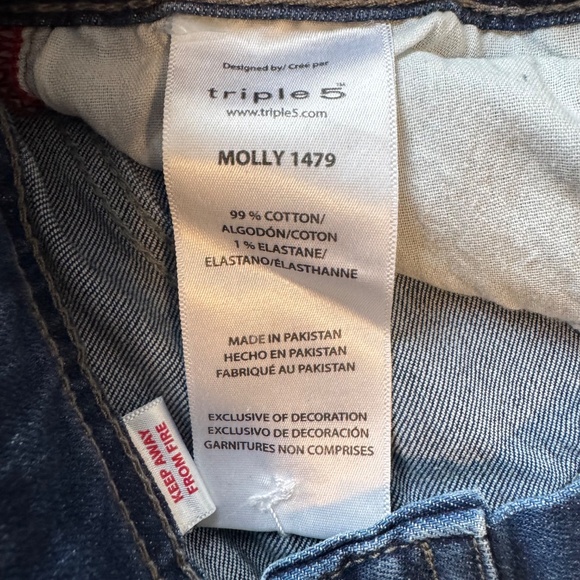 Designed by/ Crée par
triple 5™
www.triple5.com
MOLLY 1479
99 % COTTON/
ALGODÓN/COTON
1 % ELASTANE/
ELASTANO/ÉLASTHANNE
MADE IN PAKISTAN
HECHO EN PAKISTAN
FABRIQUÉ AU PAKISTAN
EXCLUSIVE OF DECORATION
EXCLUSIVO DE DECORACIÓN
GARNITURES NON COMPRISES
KEEP AWAY
FROM FIRE